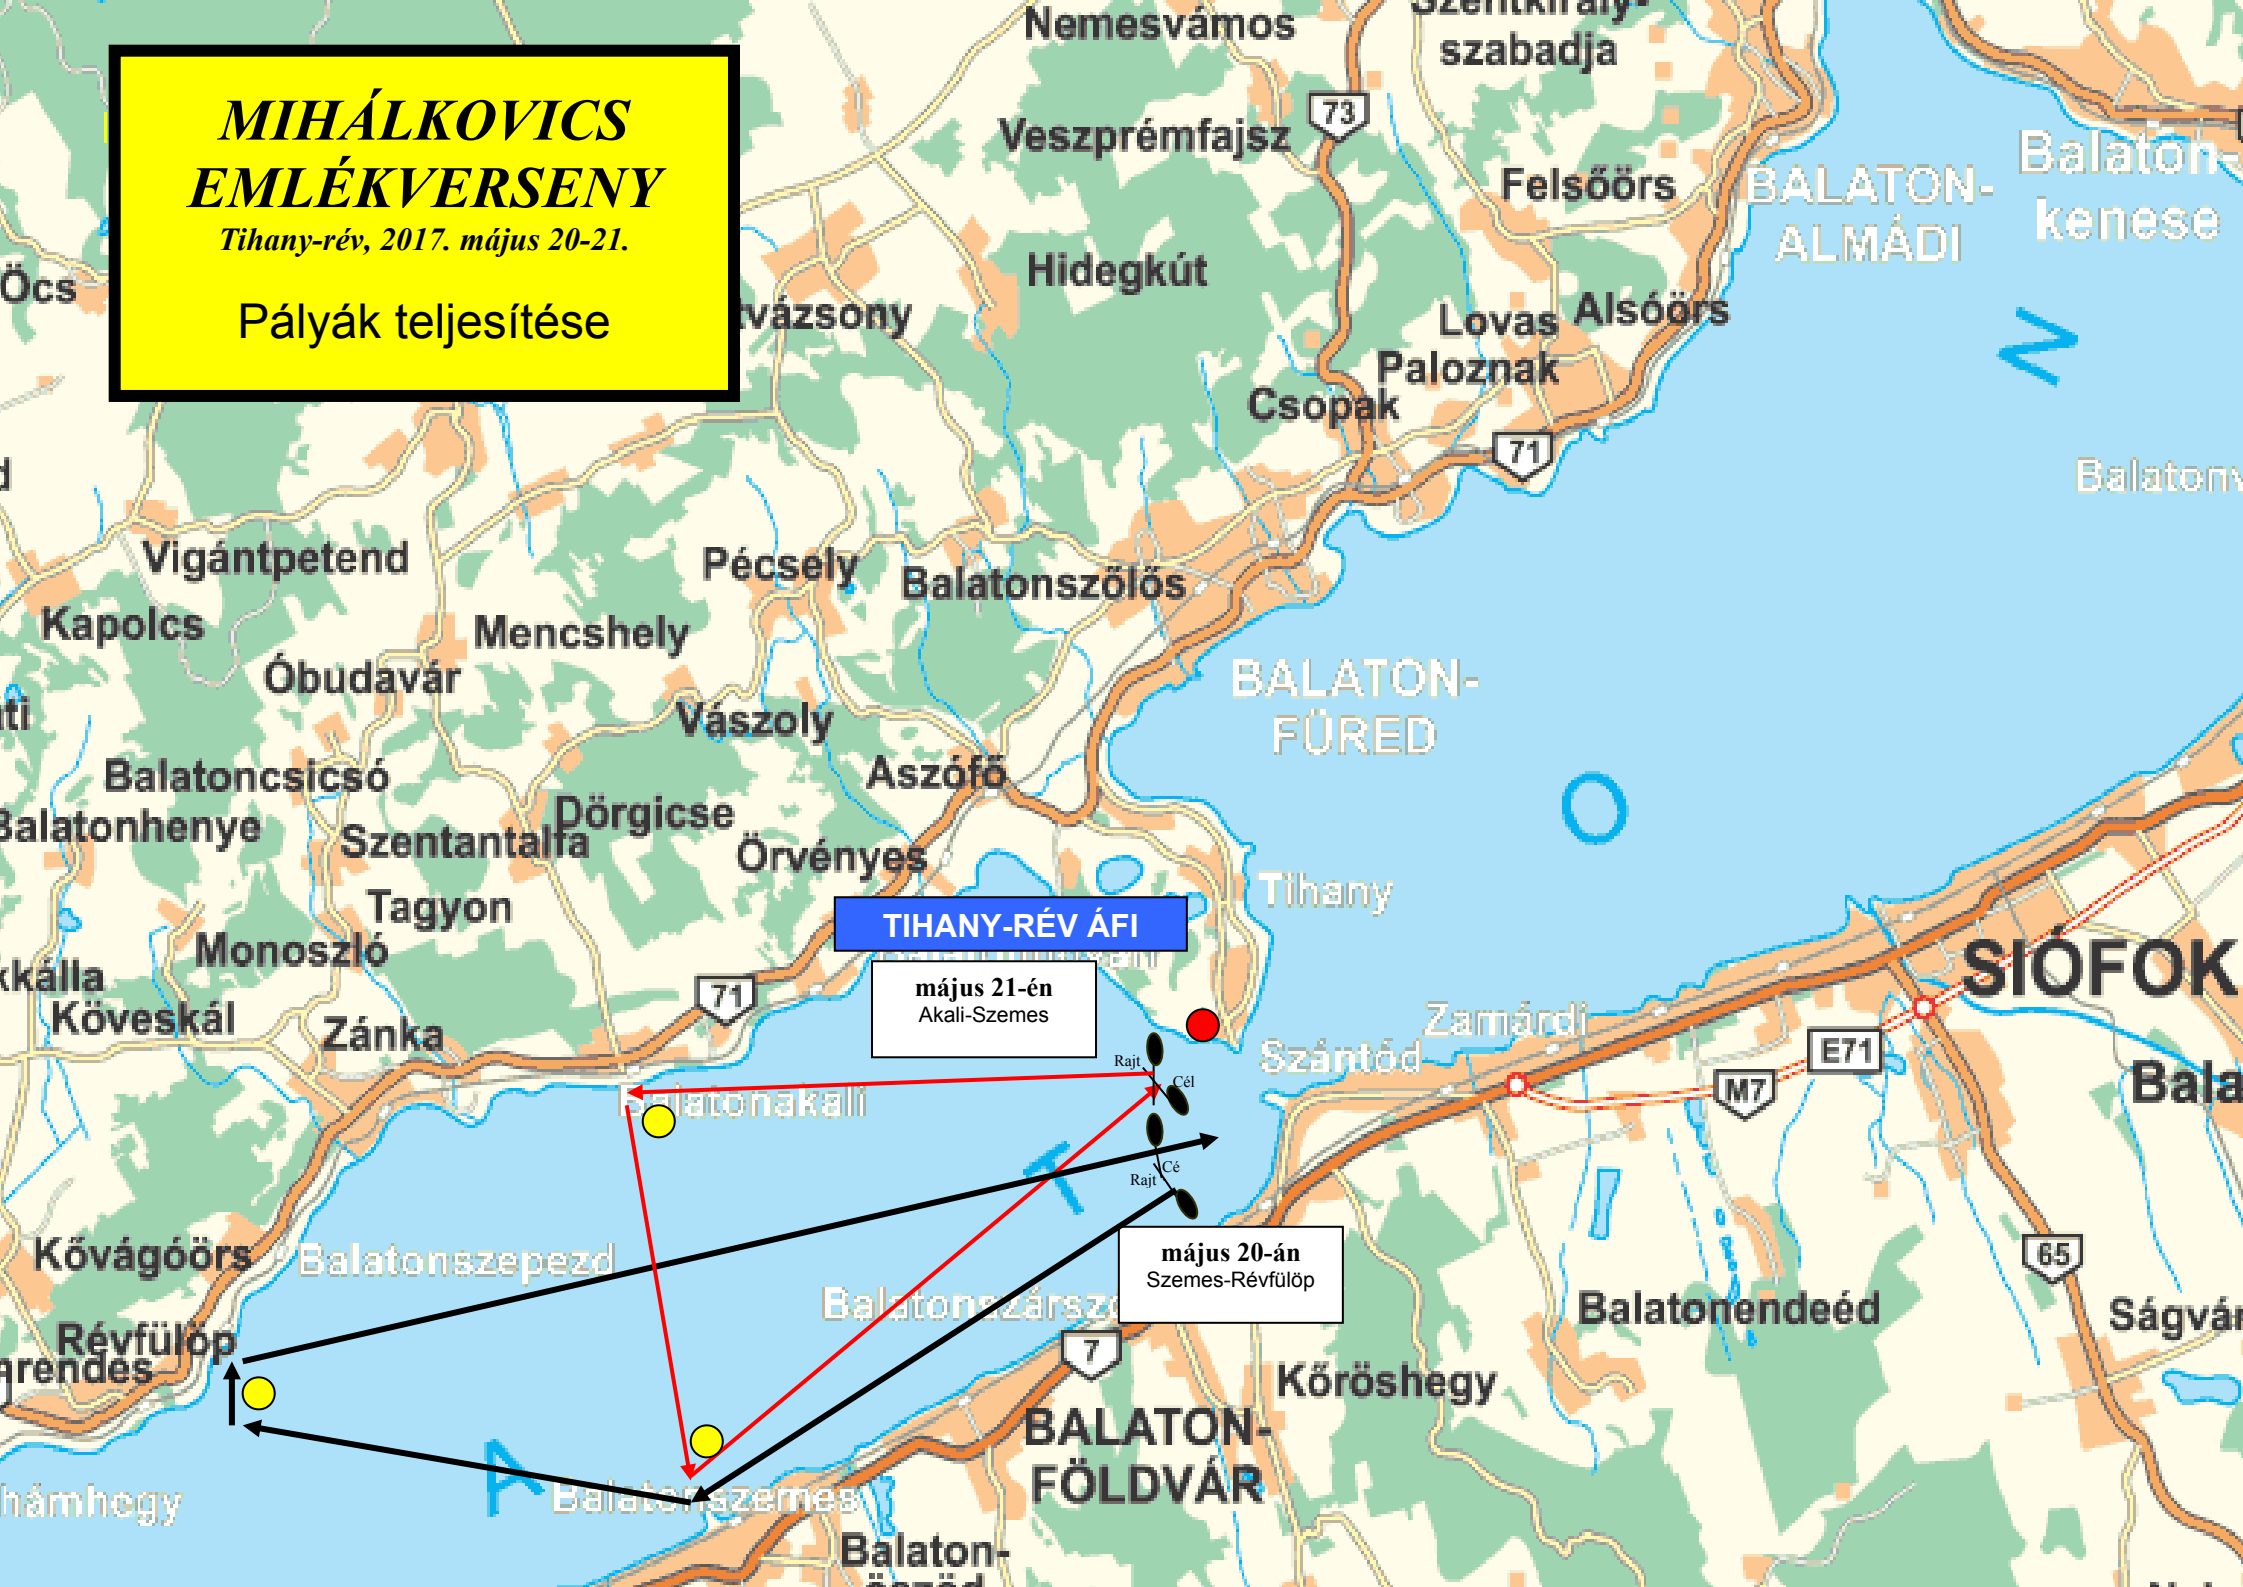 MIHÁLKOVICS
EMLÉKVERSENY
Tihany-rév, 2017. május 20-21.
Pályák teljesítése
Nemesvámos
szabadja
73
Veszprémfajsz
Felsőörs
BALATON-
ALMÁDI
Balaton-
kenese
Öcs
Hidegkút
vázsony
Lovas
Alsóörs
Paloznak
Csopak
71
N
Vigántpetend
Pécsely
Balatonszőlős
Kapolcs
Mencshely
Óbudavár
BALATON-
FÜRED
Vászoly
Aszófő
Balatoncsicsó
Dörgicse
O
Balatonhenye
Szentantalfa
Örvényes
Tihany
Tagyon
TIHANY-RÉV ÁFI
Monoszló
SIÓFOK
május 21-én
Akali-Szemes
71
Köveskál
Zánka
Zamárdi
Szántód
E71
M7
Rajt
Cél
Balatonakali
T
Cé
Rajt
Kővágóörs
Balatonszepezd
május 20-án
Szemes-Révfülöp
65
Balatonendeéd
Révfülöp
7
Kőröshegy
BALATON-
FÖLDVÁR
A
Balatonszemes
Balaton-